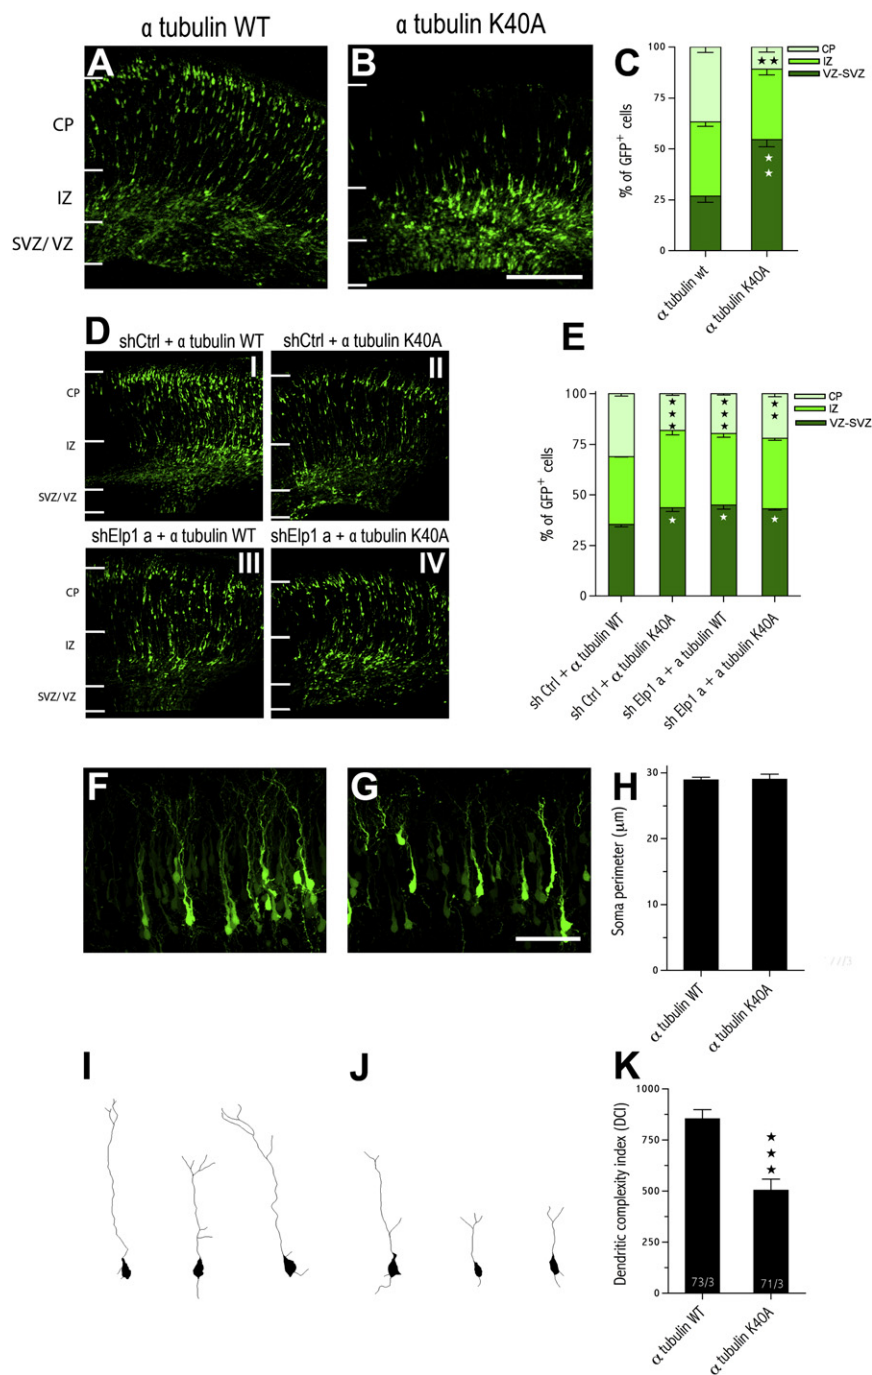 α tubulin WT
α tubulin K40A
A
B
C
CP
IZ
SVZ/ VZ
100
75
50
25
0
% of GFP+ cells
CP
IZ
VZ-SVZ
★★
★
★
α tubulin wt
α tubulin K40A
D
shCtrl + α tubulin WT
shCtrl + α tubulin K40A
I
II
CP
IZ
SVZ/ VZ
shElp1 a + α tubulin WT
shElp1 a + α tubulin K40A
III
IV
CP
IZ
SVZ/ VZ
E
100
75
50
25
0
% of GFP+ cells
CP
IZ
VZ-SVZ
★
★
★
★
★
★
★
★
★
★
★
sh Ctrl + α tubulin WT
sh Ctrl + α tubulin K40A
sh Elp1 a + a tubulin WT
sh Elp1 a + a tubulin K40A
F
G
H
30
20
10
0
Soma perimeter (μm)
α tubulin WT
α tubulin K40A
I
J
K
1000
750
500
250
0
Dendritic complexity index (DCI)
★
★
★
73/3
71/3
α tubulin WT
α tubulin K40A